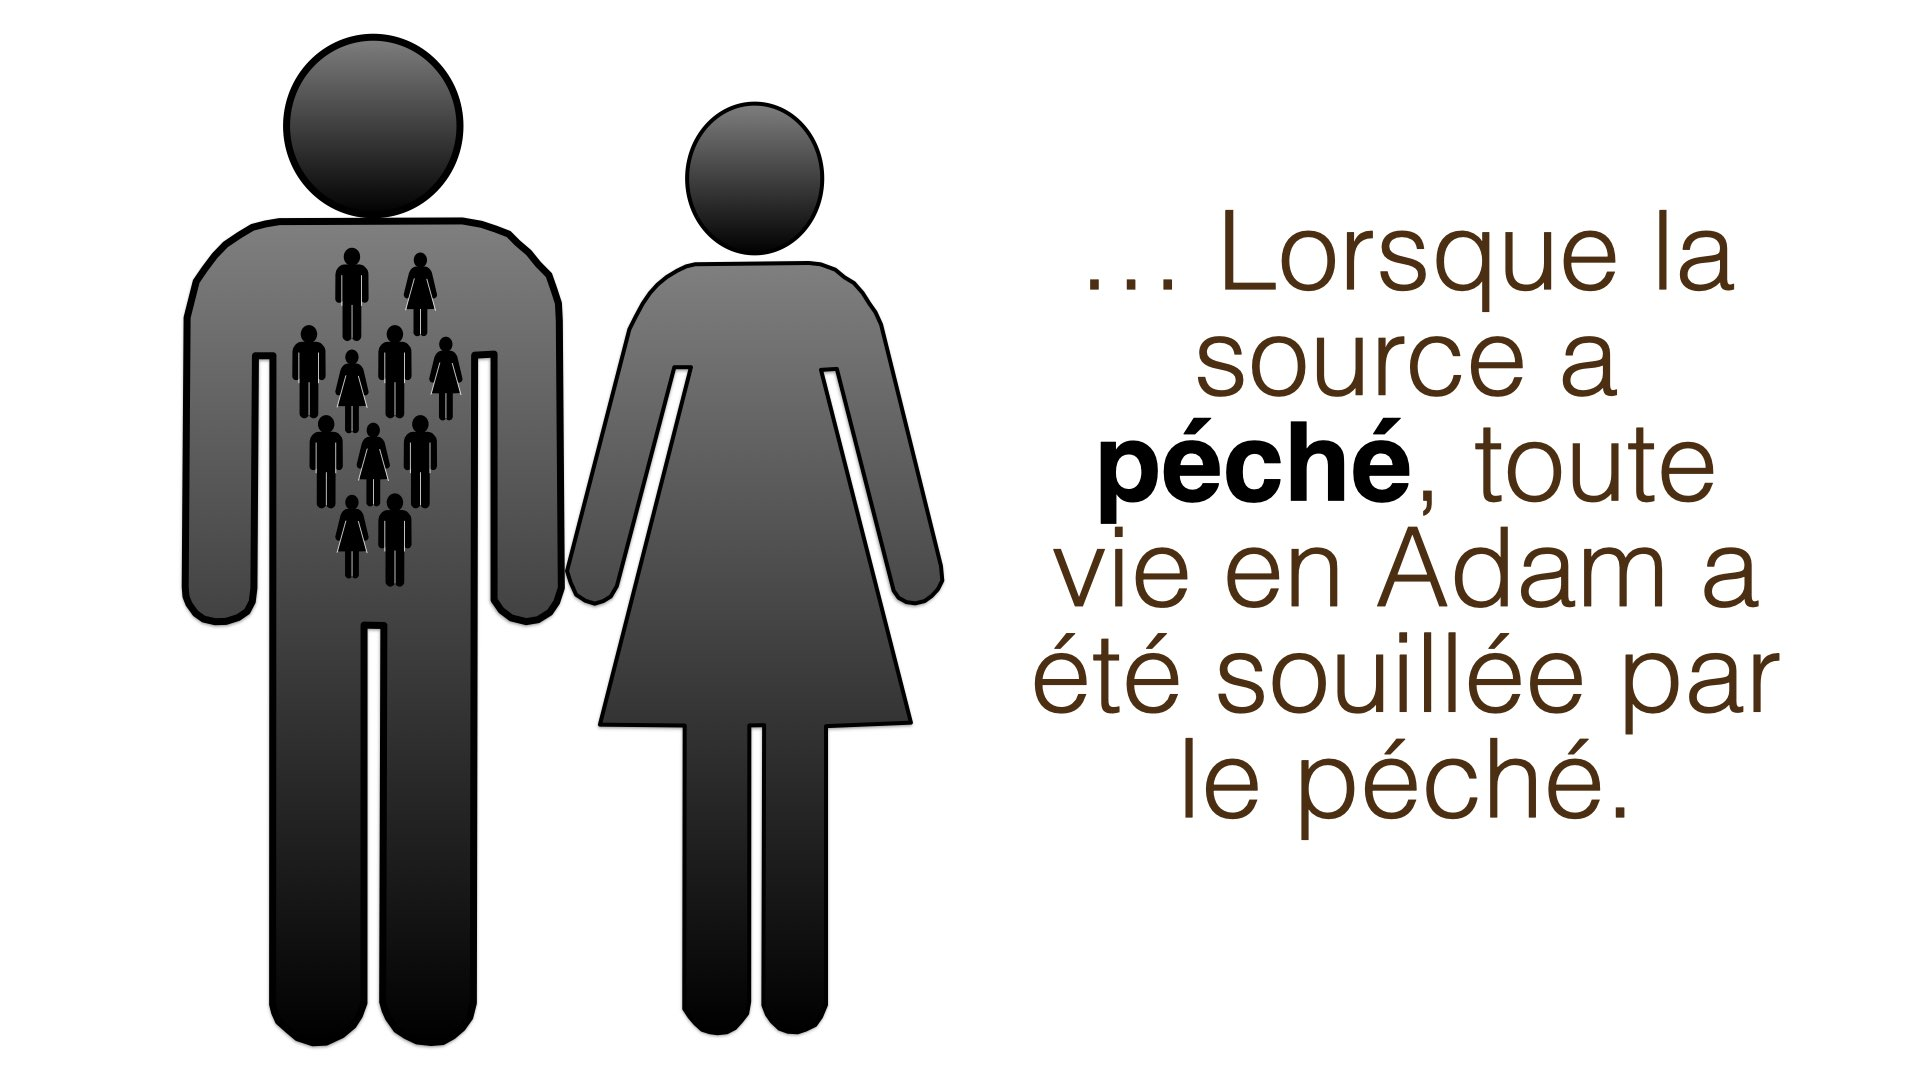 … Lorsque la
source a
péché, toute
vie en Adam a
été souillée par
le péché.